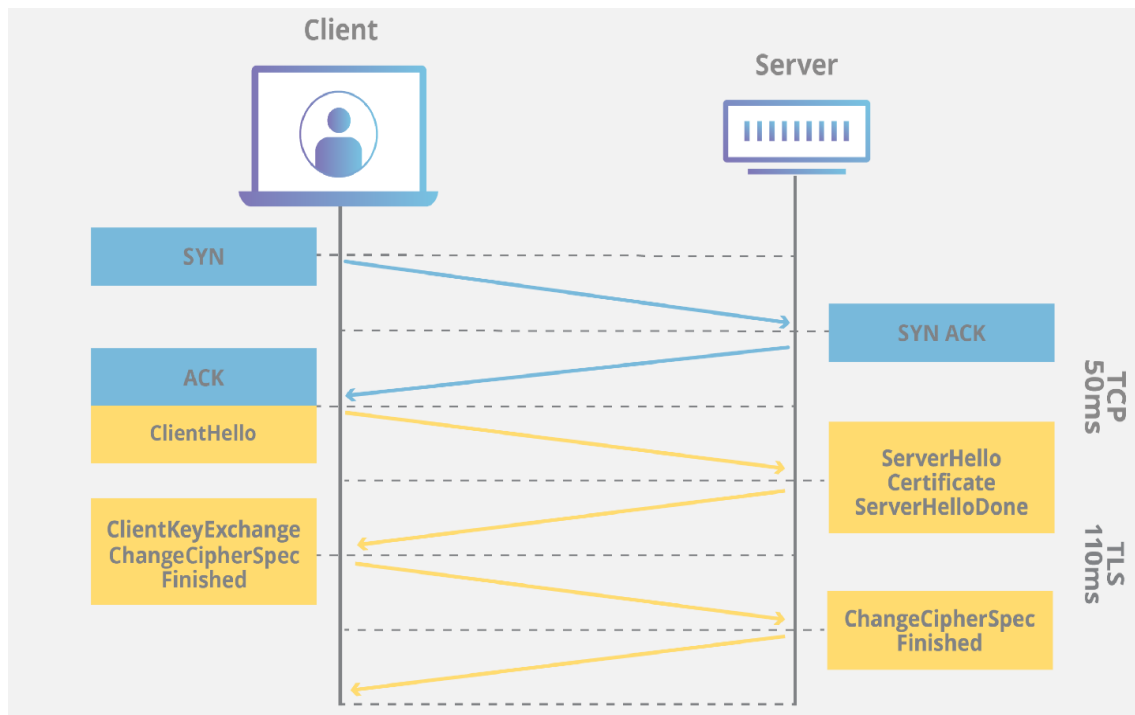 Client
Server
SYN
SYN ACK
ACK
ClientHello
TCP
50ms
ServerHello
Certificate
ServerHelloDone
ClientKeyExchange
ChangeCipherSpec
Finished
TLS
110ms
ChangeCipherSpec
Finished